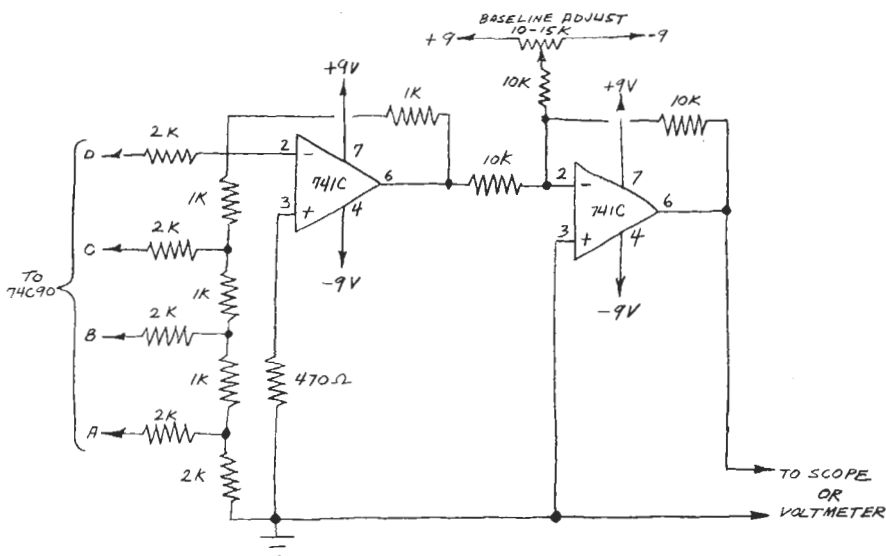 BASELINE ADJUST
10-15K
+9
-9
+9V
1K
10K
+9V
10K
D
2K
2
-
7
6
10K
2
-
7
6
741C
741C
1K
3
+
4
3
+
4
C
2K
-9V
-9V
TO
74C90
1K
B
2K
1K
470Ω
A
2K
2K
TO SCOPE
OR
VOLTMETER